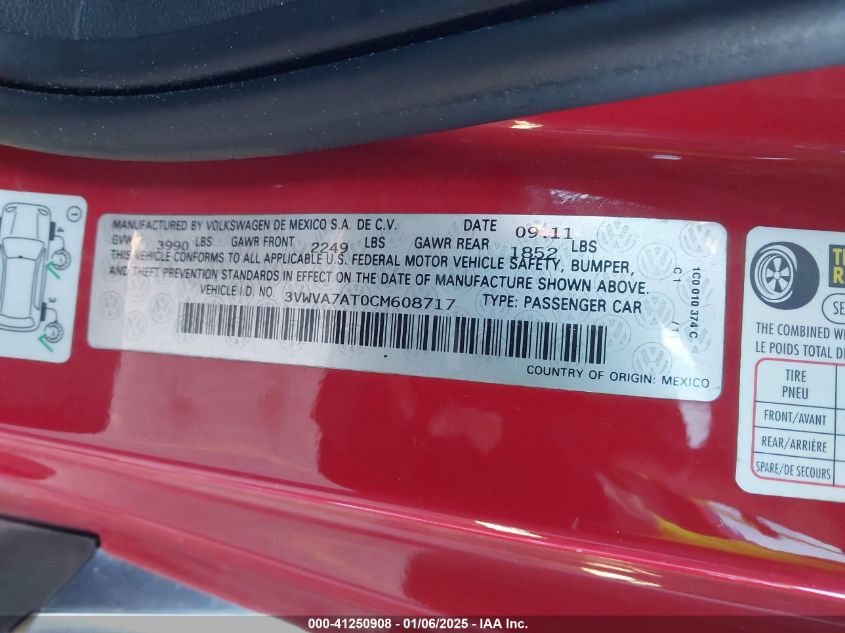 MANUFACTURED BY VOLKSWAGEN DE MEXICO S.A. DE C.V. DATE 09.11
3990 LBS GAWR FRONT 2249 LBS GAWR REAR 1852 LBS
THIS VEHICLE CONFORMS TO ALL APPLICABLE U.S. FEDERAL MOTOR VEHICLE SAFETY, BUMPER,
AND THEFT PREVENTION STANDARDS IN EFFECT ON THE DATE OF MANUFACTURE SHOWN ABOVE.
VEHICLE I.D. NO. 3VWVA7AT0CM608717 TYPE: PASSENGER CAR
COUNTRY OF ORIGIN: MEXICO
1C0 010 374 C
C1
THE COMBINED
LE POIDS TOTAL
TIRE
PNEU
FRONT/AVANT
REAR/ARRIÈRE
SPARE/DE SECOURS
000-41250908 - 01/06/2025 - IAA Inc.